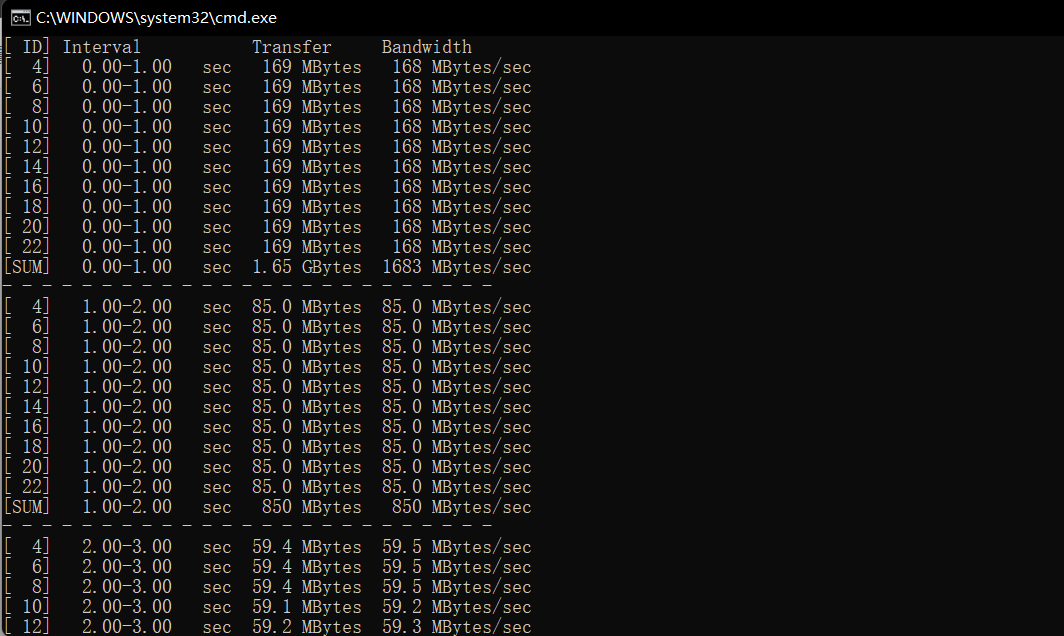 C:\WINDOWS\system32\cmd.exe
[ ID] Interval           Transfer     Bandwidth
[  4]   0.00-1.00   sec   169 MBytes   168 MBytes/sec
[  6]   0.00-1.00   sec   169 MBytes   168 MBytes/sec
[  8]   0.00-1.00   sec   169 MBytes   168 MBytes/sec
[ 10]   0.00-1.00   sec   169 MBytes   168 MBytes/sec
[ 12]   0.00-1.00   sec   169 MBytes   168 MBytes/sec
[ 14]   0.00-1.00   sec   169 MBytes   168 MBytes/sec
[ 16]   0.00-1.00   sec   169 MBytes   168 MBytes/sec
[ 18]   0.00-1.00   sec   169 MBytes   168 MBytes/sec
[ 20]   0.00-1.00   sec   169 MBytes   168 MBytes/sec
[ 22]   0.00-1.00   sec   169 MBytes   168 MBytes/sec
[SUM]   0.00-1.00   sec  1.65 GBytes  1683 MBytes/sec
- - - - - - - - - - - - - - - - - - - - - - - - -
[  4]   1.00-2.00   sec  85.0 MBytes  85.0 MBytes/sec
[  6]   1.00-2.00   sec  85.0 MBytes  85.0 MBytes/sec
[  8]   1.00-2.00   sec  85.0 MBytes  85.0 MBytes/sec
[ 10]   1.00-2.00   sec  85.0 MBytes  85.0 MBytes/sec
[ 12]   1.00-2.00   sec  85.0 MBytes  85.0 MBytes/sec
[ 14]   1.00-2.00   sec  85.0 MBytes  85.0 MBytes/sec
[ 16]   1.00-2.00   sec  85.0 MBytes  85.0 MBytes/sec
[ 18]   1.00-2.00   sec  85.0 MBytes  85.0 MBytes/sec
[ 20]   1.00-2.00   sec  85.0 MBytes  85.0 MBytes/sec
[ 22]   1.00-2.00   sec  85.0 MBytes  85.0 MBytes/sec
[SUM]   1.00-2.00   sec   850 MBytes   850 MBytes/sec
- - - - - - - - - - - - - - - - - - - - - - - - -
[  4]   2.00-3.00   sec  59.4 MBytes  59.5 MBytes/sec
[  6]   2.00-3.00   sec  59.4 MBytes  59.5 MBytes/sec
[  8]   2.00-3.00   sec  59.4 MBytes  59.5 MBytes/sec
[ 10]   2.00-3.00   sec  59.1 MBytes  59.2 MBytes/sec
[ 12]   2.00-3.00   sec  59.2 MBytes  59.3 MBytes/sec